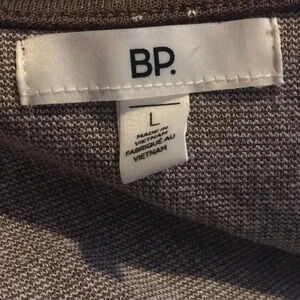 BP.
L
MADE IN
VIETNAM
FABRIQUÉ AU
VIETNAM